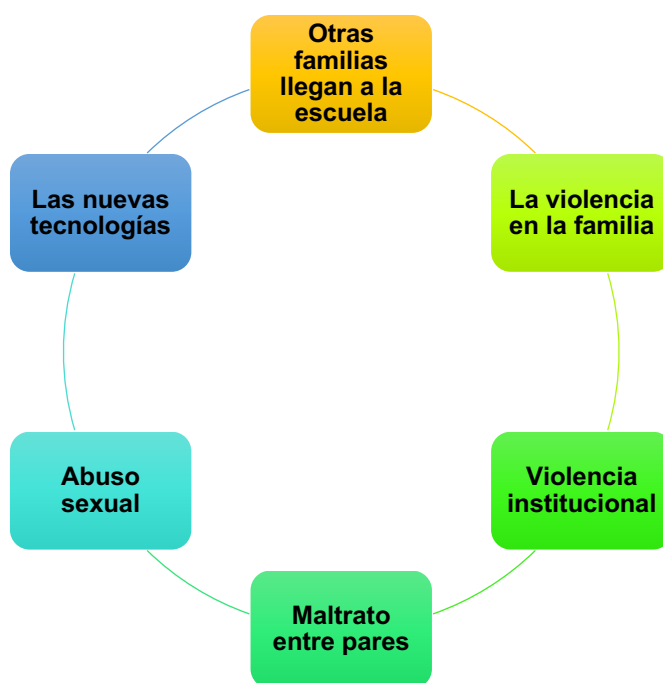 Otras
familias
llegan a la
escuela
La violencia
en la familia
Violencia
institucional
Maltrato
entre pares
Abuso
sexual
Las nuevas
tecnologías